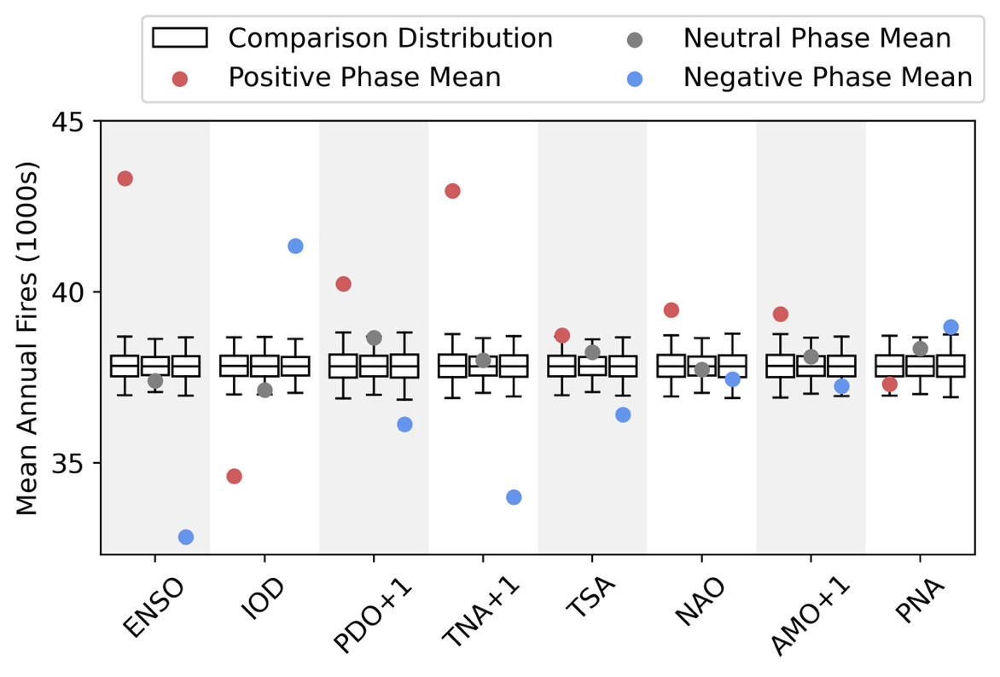 Comparison Distribution
Positive Phase Mean
Neutral Phase Mean
Negative Phase Mean
Mean Annual Fires (1000s)
45
40
35
ENSO
IOD
PDO+1
TNA+1
TSA
NAO
AMO+1
PNA